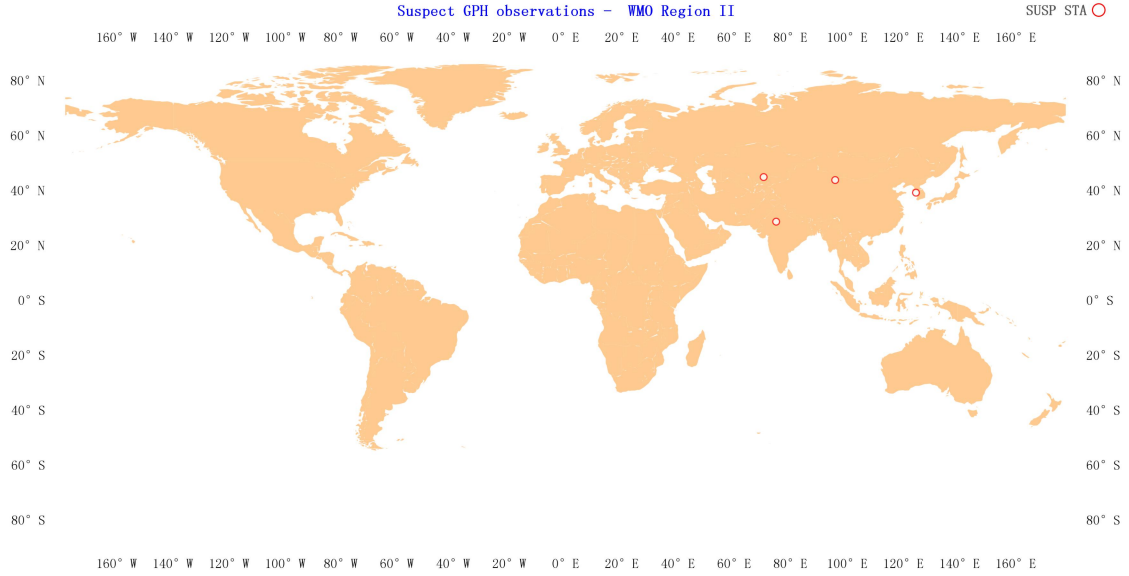 Suspect GPH observations -  WMO Region II
SUSP STA
160° W 140° W 120° W 100° W 80° W 60° W 40° W 20° W 0° E 20° E 40° E 60° E 80° E 100° E 120° E 140° E 160° E
80° N 80° N
60° N 60° N
40° N 40° N
20° N 20° N
0° S 0° S
20° S 20° S
40° S 40° S
60° S 60° S
80° S 80° S
160° W 140° W 120° W 100° W 80° W 60° W 40° W 20° W 0° E 20° E 40° E 60° E 80° E 100° E 120° E 140° E 160° E